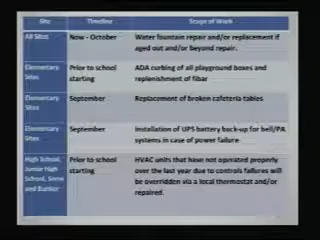 Site Timeline Scope of Work
All Sites Now - October Water fountain repair and/or replacement if
aged out and/or beyond repair.
Elementary Prior to school ADA curbing of all playground boxes and
Sites starting replenishment of fibar
Elementary September Replacement of broken cafeteria tables
Sites
Elementary September Installation of UPS battery back-up for bell/PA
Sites systems in case of power failure
High School, Prior to school HVAC units that have not operated properly
Junior High starting over the last year due to controls failures will
School, be overridden via a local thermostat and/or
and Bunker repaired.